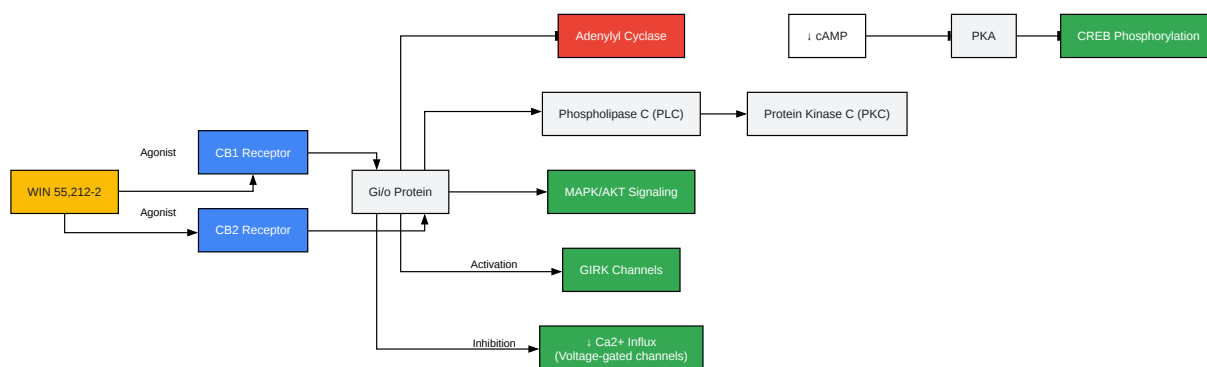 Adenylyl Cyclase
↓ cAMP
PKA
CREB Phosphorylation
Phospholipase C (PLC)
Protein Kinase C (PKC)
Agonist
CB1 Receptor
WIN 55,212-2
Gi/o Protein
MAPK/AKT Signaling
Agonist
CB2 Receptor
Activation
GIRK Channels
Inhibition
↓ Ca2+ Influx
(Voltage-gated channels)